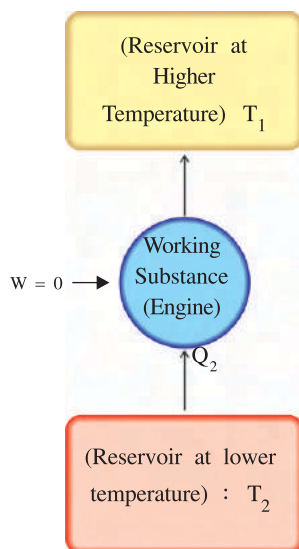 (Reservoir at
Higher
Temperature) T₁
Working
Substance
(Engine)
W = 0
Q₂
(Reservoir at lower
temperature) : T₂